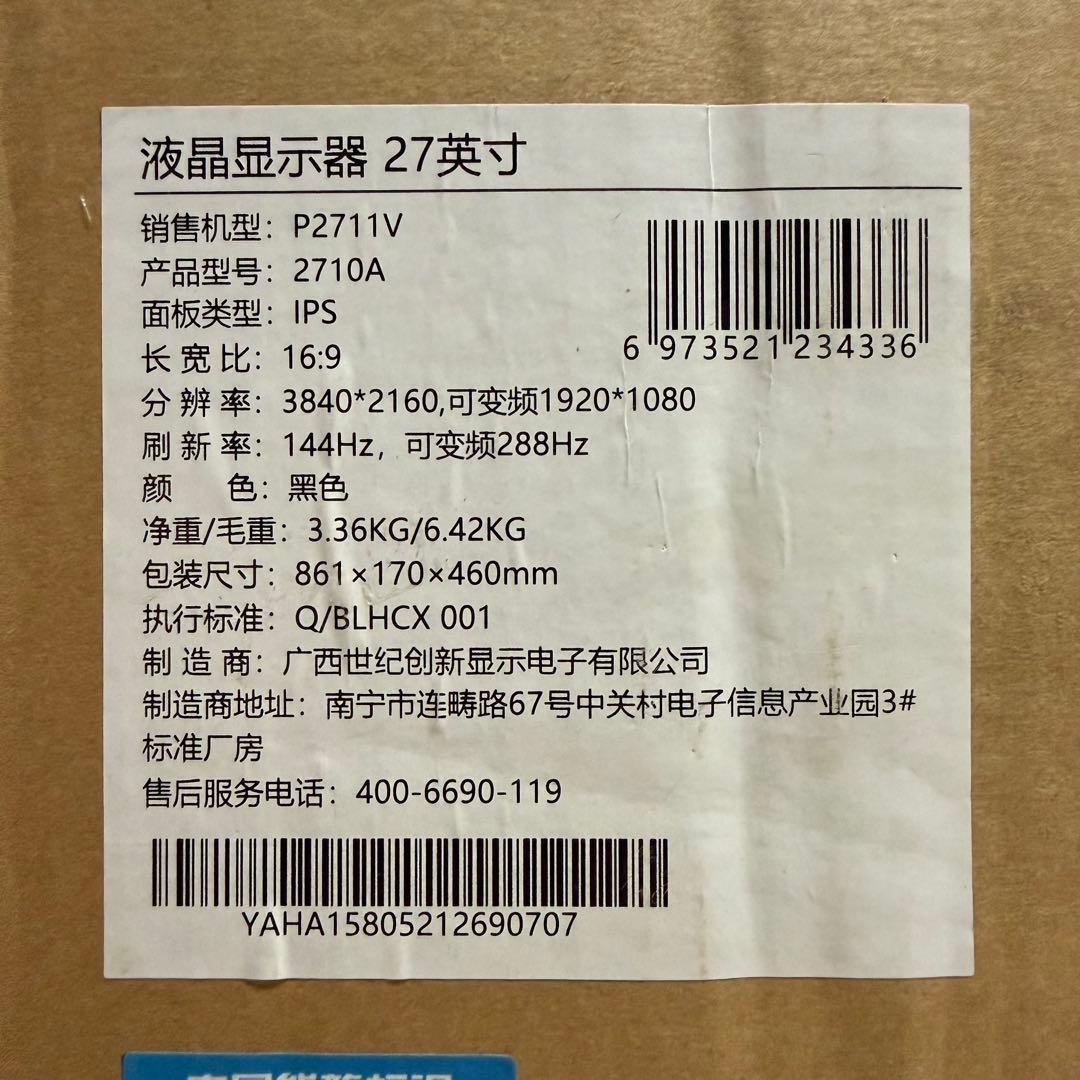 液晶显示器 27英寸
销售机型：P2711V
产品型号：2710A
面板类型：IPS
长宽比：16:9
分辨率：3840*2160,可变频1920*1080
刷新率：144Hz，可变频288Hz
颜色：黑色
净重/毛重：3.36KG/6.42KG
包装尺寸：861×170×460mm
执行标准：Q/BLHCX 001
制造商：广西世纪创新显示电子有限公司
制造商地址：南宁市连畴路67号中关村电子信息产业园3#
标准厂房
售后服务电话：400-6690-119
6 973521 234336
YAHA15805212690707